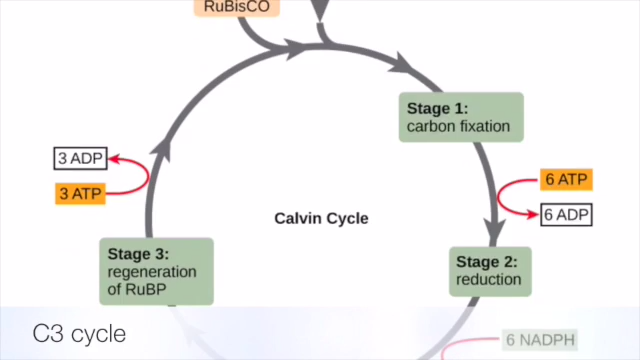 RuBisCO
Stage 1:
carbon fixation
3 ADP
3 ATP
6 ATP
6 ADP
Calvin Cycle
Stage 3:
regeneration
of RuBP
Stage 2:
reduction
C3 cycle
6 NADPH